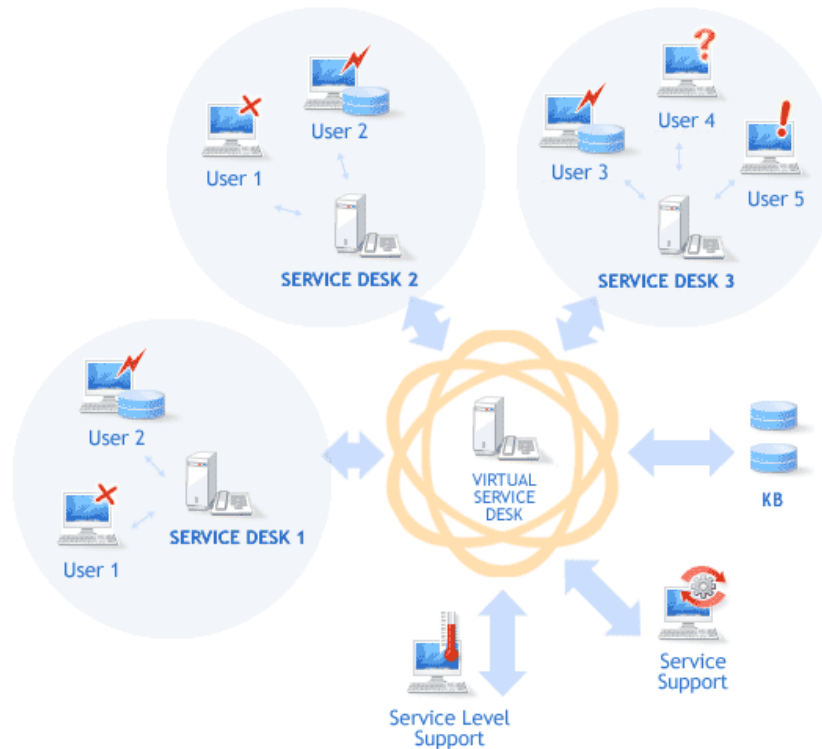 User 2
User 1
SERVICE DESK 2
User 4
User 3
User 5
SERVICE DESK 3
User 2
User 1
SERVICE DESK 1
VIRTUAL
SERVICE
DESK
KB
Service
Support
Service Level
Support